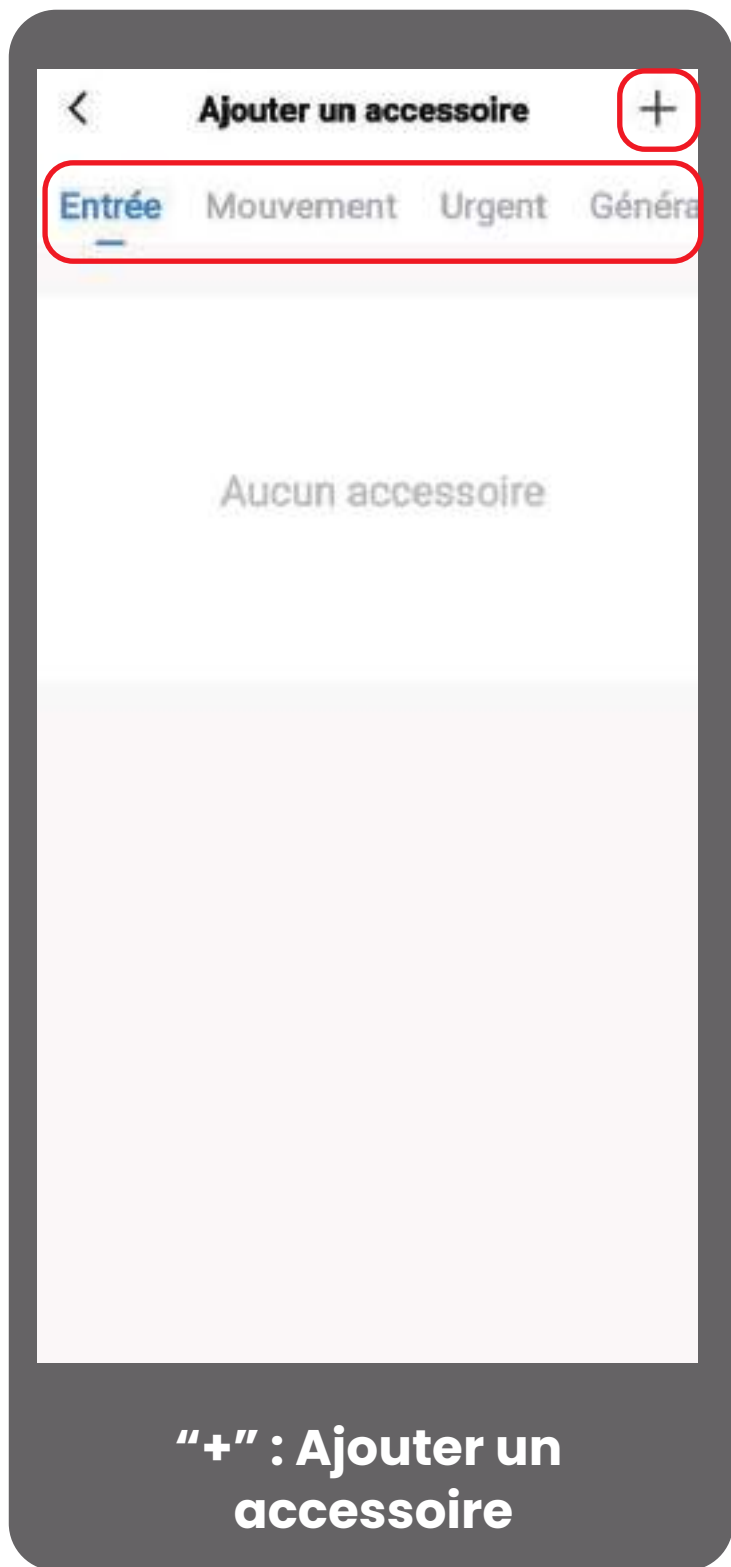 Ajouter un accessoire
Entrée Mouvement Urgent Généra
Aucun accessoire
“+” : Ajouter un
accessoire